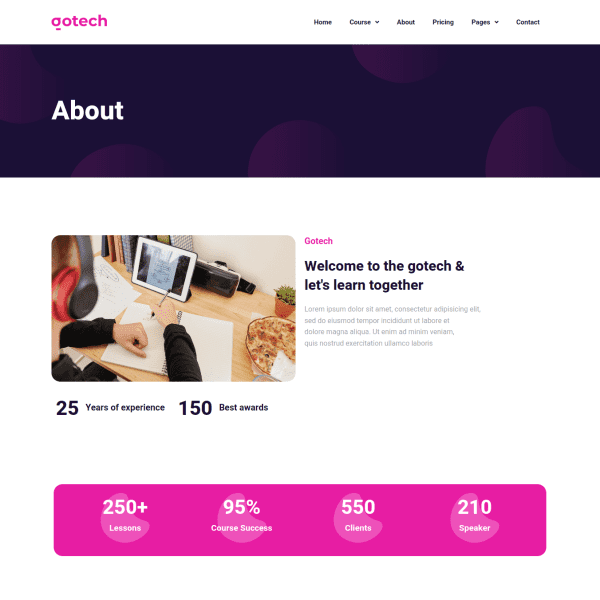 gotech
Home Course About Pricing Pages Contact
About
Gotech
Welcome to the gotech &
let's learn together
Lorem ipsum dolor sit amet, consectetur adipisicing elit,
sed do eiusmod tempor incididunt ut labore et
dolore magna aliqua. Ut enim ad minim veniam,
quis nostrud exercitation ullamco laboris
25 Years of experience 150 Best awards
250+ 95% 550 210
Lessons Course Success Clients Speaker